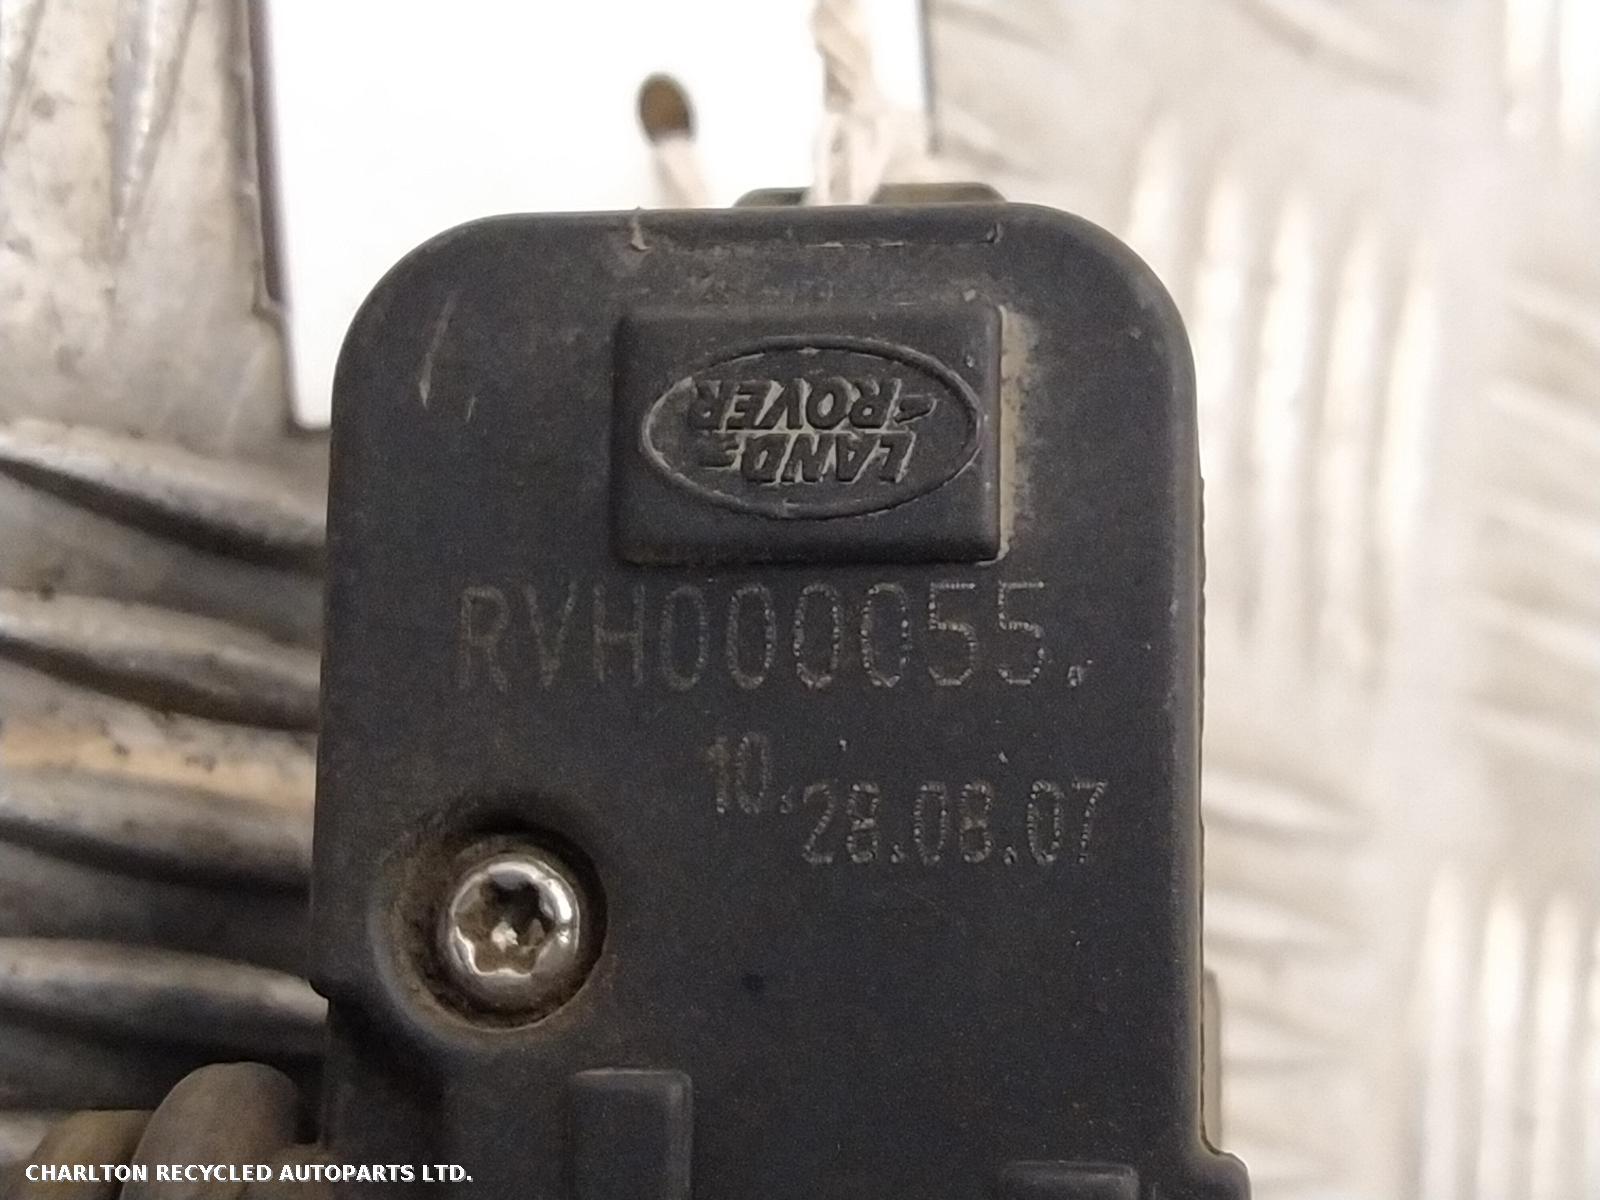 LAND
ROVER
RVH000055.
10.
28.08.07
CHARLTON RECYCLED AUTOPARTS LTD.